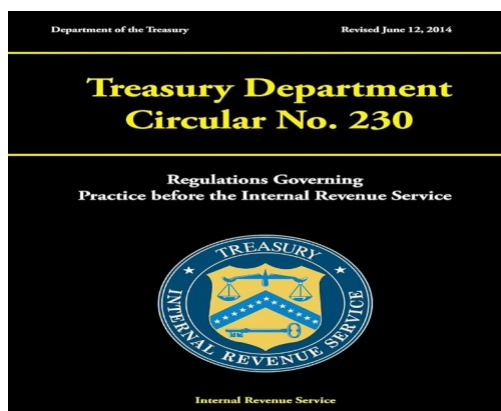 Department of the Treasury Revised June 12, 2014
Treasury Department
Circular No. 230
Regulations Governing
Practice before the Internal Revenue Service
TREASURY
INTERNAL REVENUE SERVICE
Internal Revenue Service